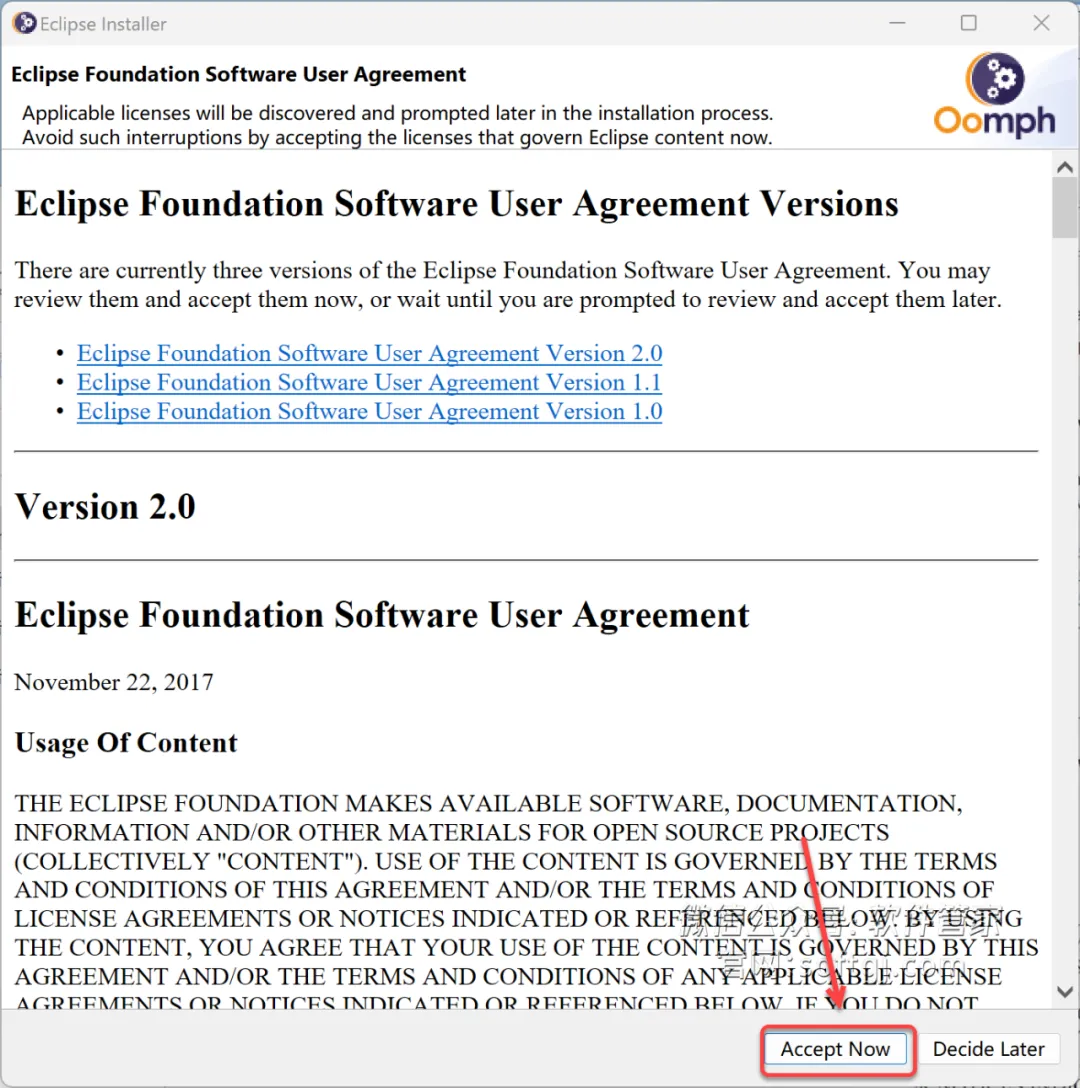 Eclipse Installer
Eclipse Foundation Software User Agreement
Applicable licenses will be discovered and prompted later in the installation process.
Avoid such interruptions by accepting the licenses that govern Eclipse content now.
Oomph
Eclipse Foundation Software User Agreement Versions
There are currently three versions of the Eclipse Foundation Software User Agreement. You may
review them and accept them now, or wait until you are prompted to review and accept them later.
• Eclipse Foundation Software User Agreement Version 2.0
• Eclipse Foundation Software User Agreement Version 1.1
• Eclipse Foundation Software User Agreement Version 1.0
Version 2.0
Eclipse Foundation Software User Agreement
November 22, 2017
Usage Of Content
THE ECLIPSE FOUNDATION MAKES AVAILABLE SOFTWARE, DOCUMENTATION,
INFORMATION AND/OR OTHER MATERIALS FOR OPEN SOURCE PROJECTS
(COLLECTIVELY "CONTENT"). USE OF THE CONTENT IS GOVERNED BY THE TERMS
AND CONDITIONS OF THIS AGREEMENT AND/OR THE TERMS AND CONDITIONS OF
LICENSE AGREEMENTS OR NOTICES INDICATED OR REFERENCED BELOW. BY USING
THE CONTENT, YOU AGREE THAT YOUR USE OF THE CONTENT IS GOVERNED BY THIS
AGREEMENT AND/OR THE TERMS AND CONDITIONS OF ANY APPLICABLE LICENSE
AGREEMENTS OR NOTICES INDICATED OR REFERENCED BELOW. IF YOU DO NOT
微信公众号:软件管家
Accept Now
Decide Later